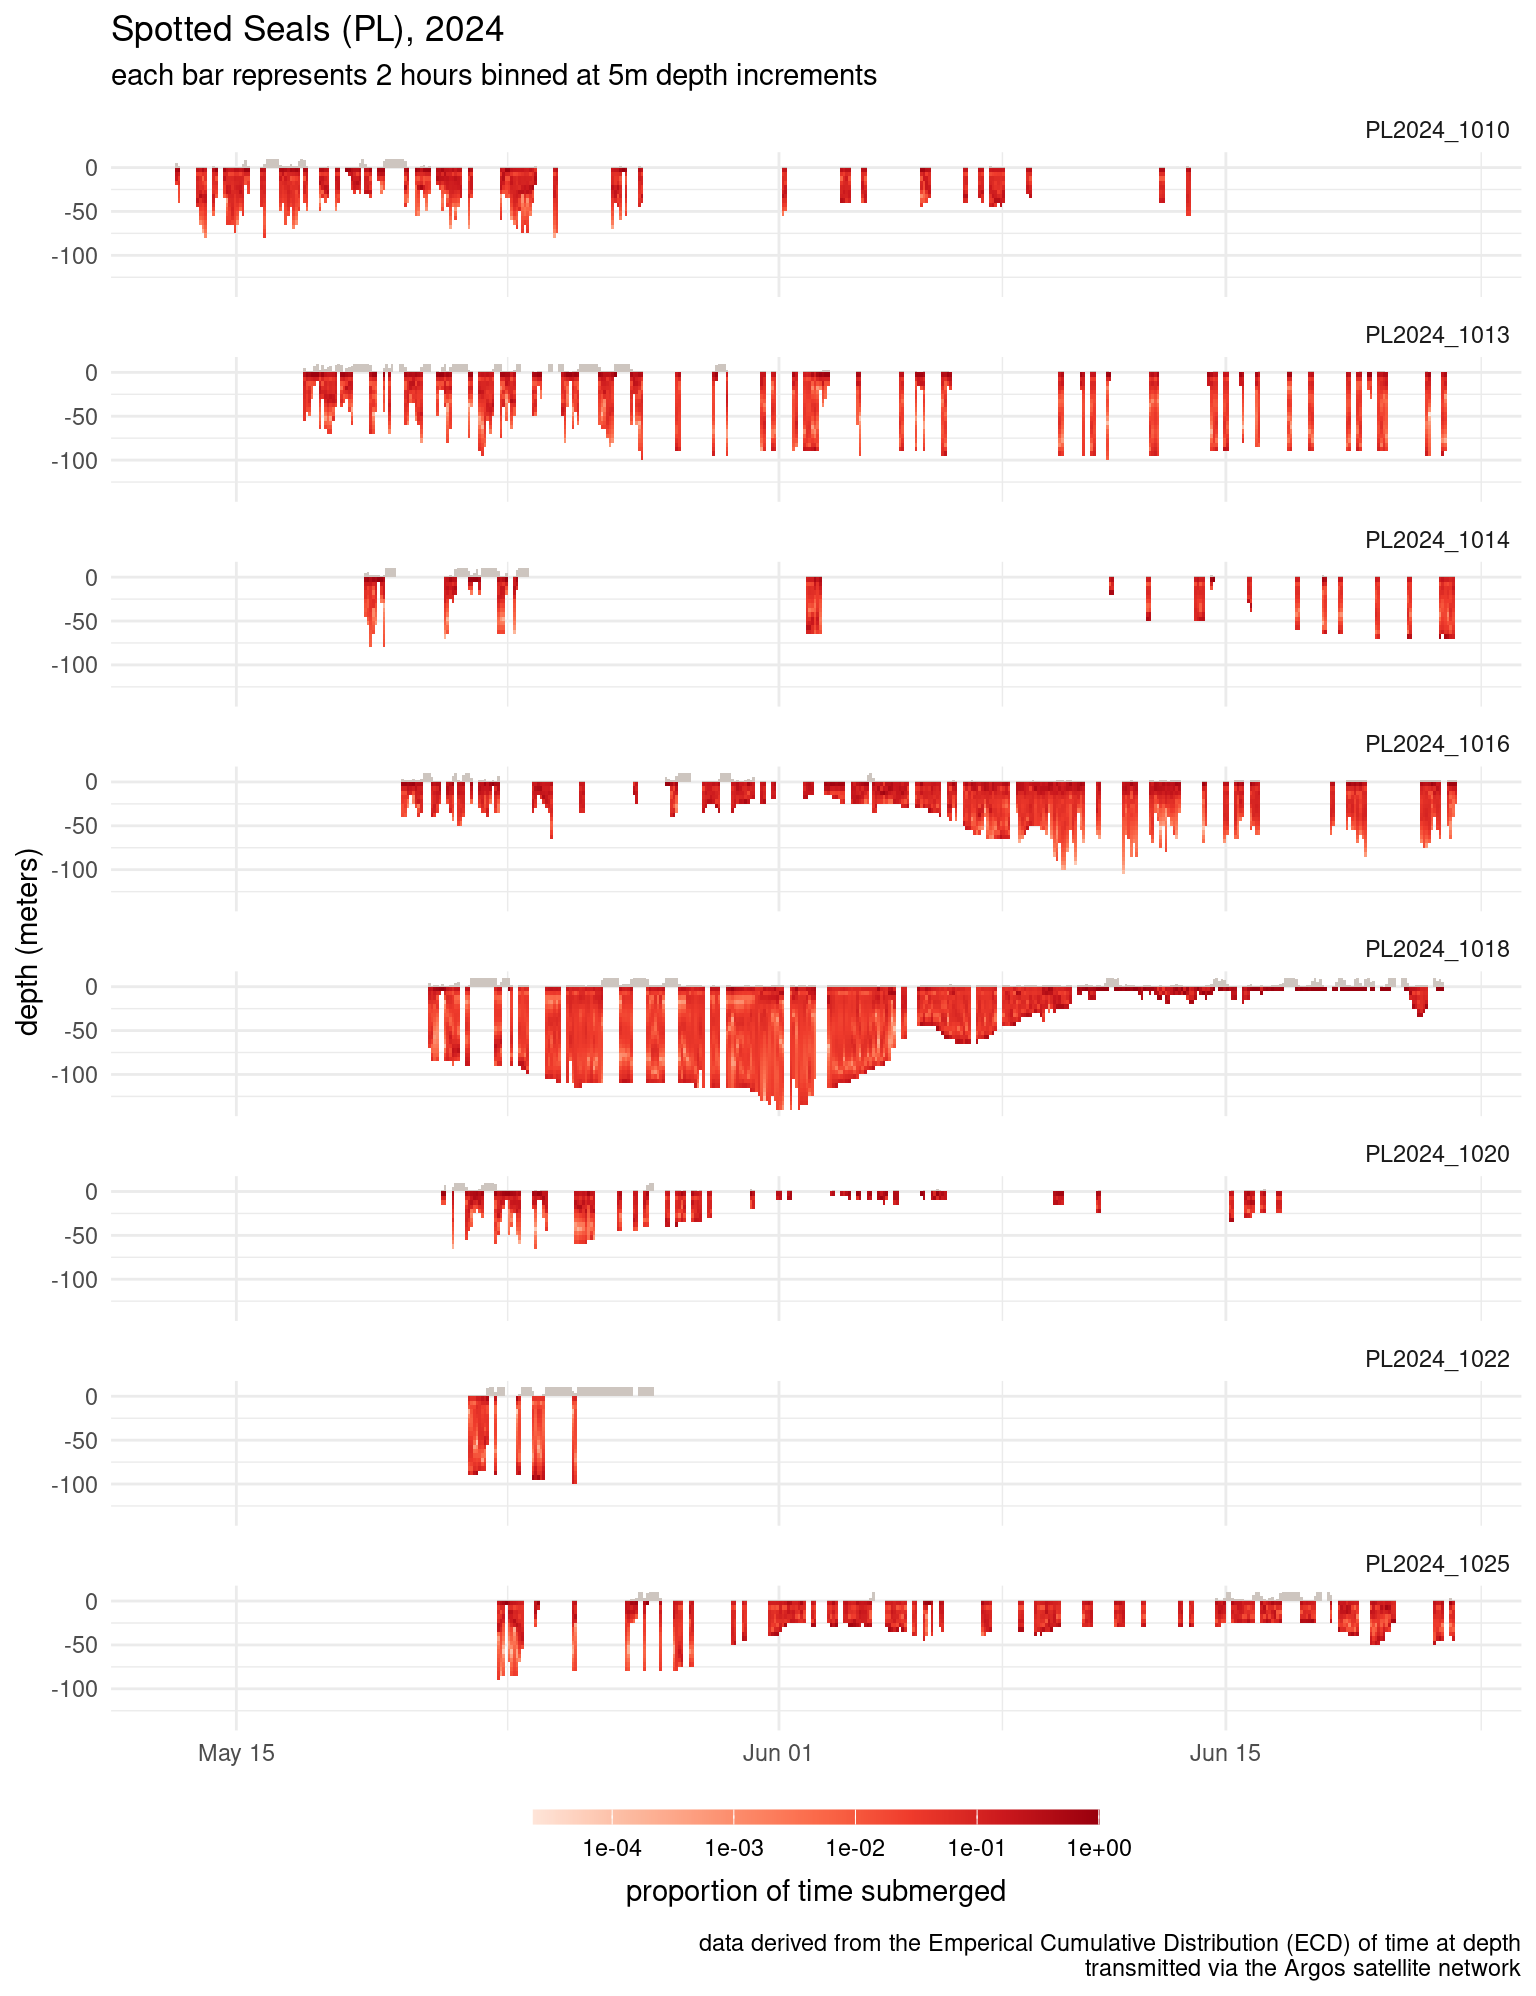 Spotted Seals (PL), 2024
each bar represents 2 hours binned at 5m depth increments
PL2024_1010
0
-50
-100
PL2024_1013
0
-50
-100
PL2024_1014
0
-50
-100
PL2024_1016
0
-50
-100
depth (meters)
PL2024_1018
0
-50
-100
PL2024_1020
0
-50
-100
PL2024_1022
0
-50
-100
PL2024_1025
0
-50
-100
May 15 Jun 01 Jun 15
1e-04 1e-03 1e-02 1e-01 1e+00
proportion of time submerged
data derived from the Emperical Cumulative Distribution (ECD) of time at depth
transmitted via the Argos satellite network